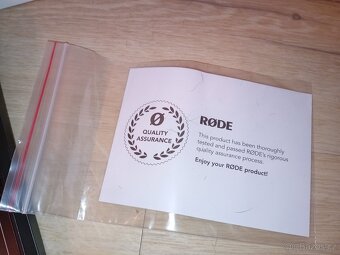 Ø
QUALITY
ASSURANCE
RØDE
This product has been thoroughly
tested and passed RØDE's rigorous
quality assurance process.
Enjoy your RØDE product!